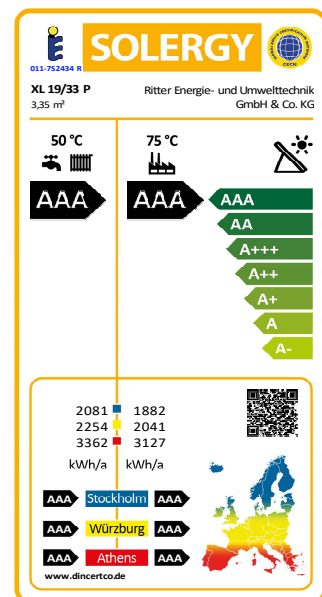 SOLERGY
011-752434 R
XL 19/33 P
3,35 m²
Ritter Energie- und Umwelttechnik
GmbH & Co. KG
50 °C
75 °C
AAA
AAA
AAA
AA
A+++
A++
A+
A
A-
2081 1882
2254 2041
3362 3127
kWh/a kWh/a
AAA Stockholm AAA
AAA Würzburg AAA
AAA Athens AAA
www.dincertco.de